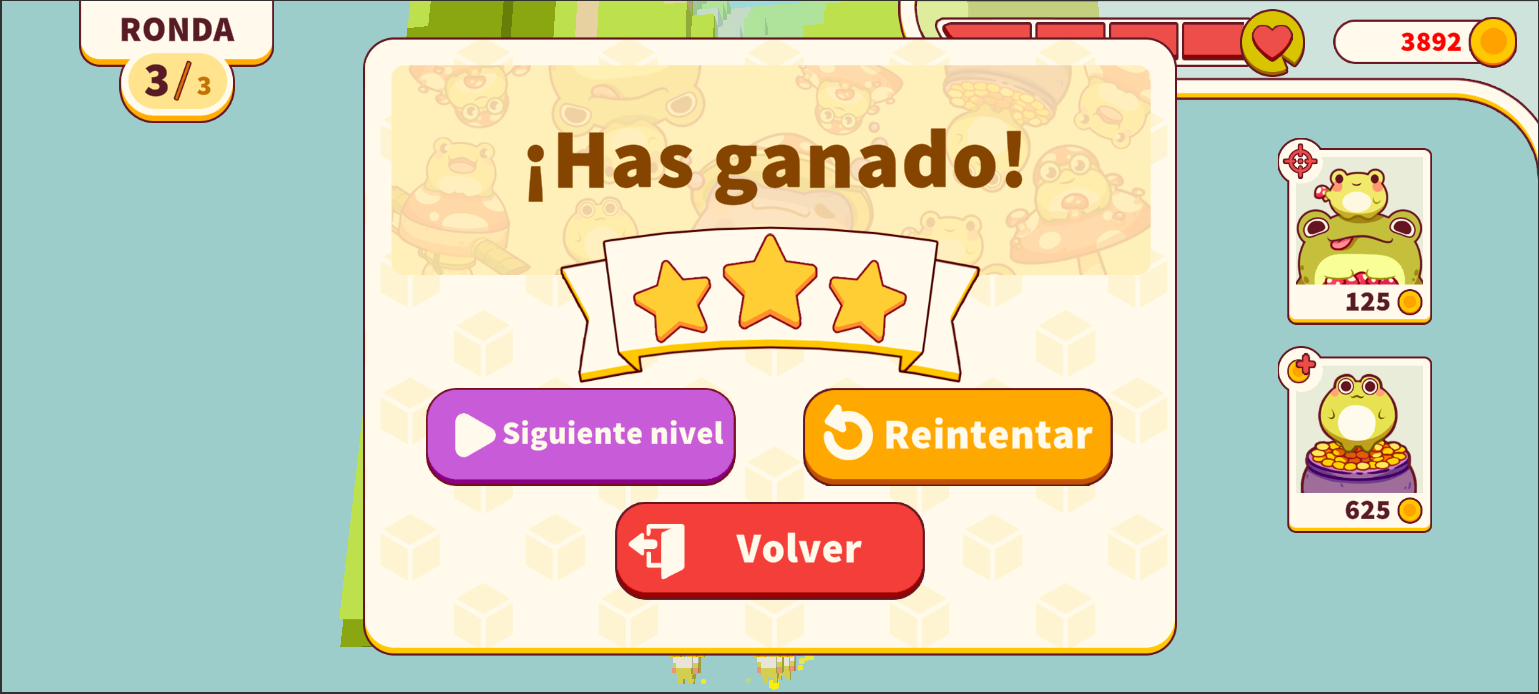 RONDA
3/3
3892
¡Has ganado!
125
Siguiente nivel
Reintentar
625
Volver